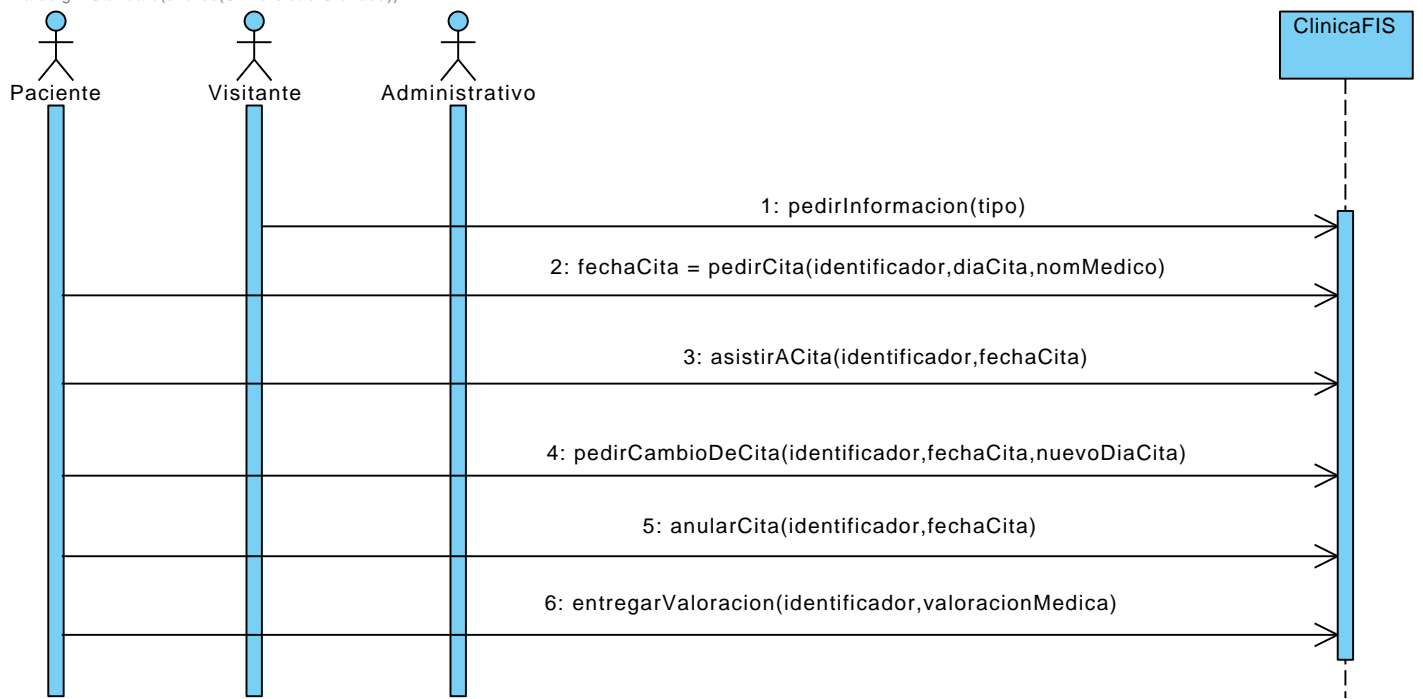 ClinicaFIS
Paciente
Visitante
Administrativo
1: pedirInformacion(tipo)
2: fechaCita = pedirCita(identificador,diaCita,nomMedico)
3: asistirACita(identificador,fechaCita)
4: pedirCambioDeCita(identificador,fechaCita,nuevoDiaCita)
5: anularCita(identificador,fechaCita)
6: entregarValoracion(identificador,valoracionMedica)